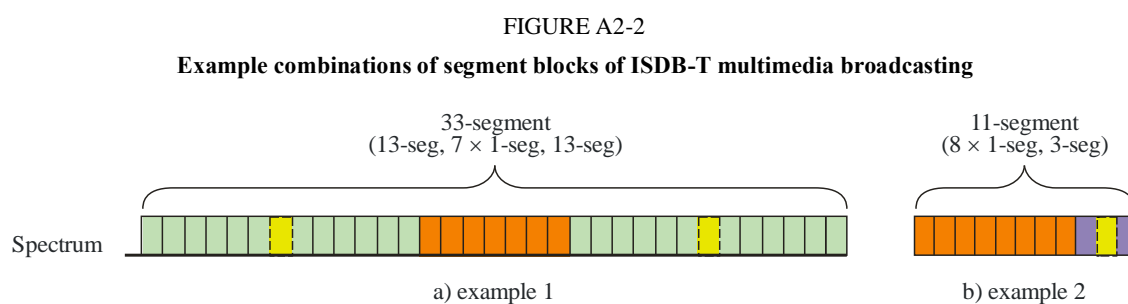 FIGURE A2-2
Example combinations of segment blocks of ISDB-T multimedia broadcasting
33-segment
(13-seg, 7 × 1-seg, 13-seg)
11-segment
(8 × 1-seg, 3-seg)
Spectrum
a) example 1
b) example 2